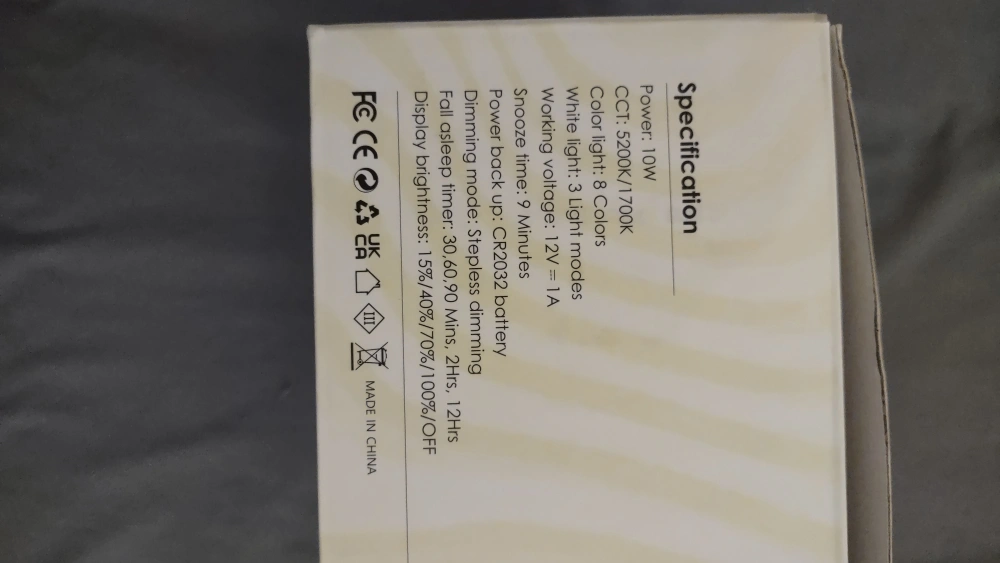 Specification
Power: 10W
CCT: 5200K/1700K
Color light: 8 Colors
White light: 3 Light modes
Working voltage: 12V ⎓ 1A
Snooze time: 9 Minutes
Power back up: CR2032 battery
Dimming mode: Stepless dimming
Fall asleep timer: 30,60,90 Mins, 2Hrs, 12Hrs
Display brightness: 15%/40%/70%/100%/OFF
FC CE UK CA III MADE IN CHINA